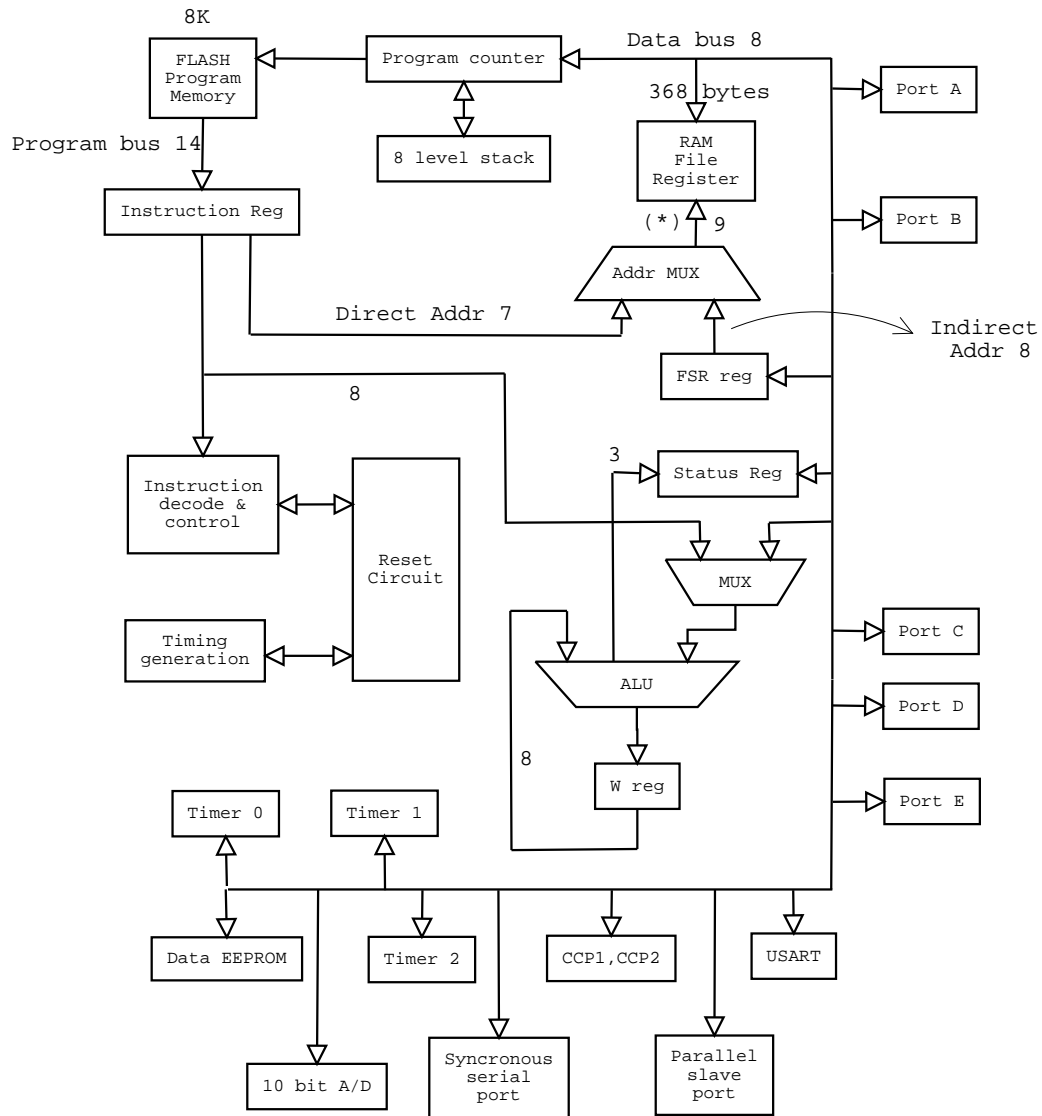 8K
FLASH
Program
Memory
Program counter
Data bus 8
368 bytes
Port A
Program bus 14
8 level stack
RAM
File
Register
Instruction Reg
(*)
9
Port B
Addr MUX
Direct Addr 7
Indirect
Addr 8
FSR reg
8
3
Status Reg
Instruction
decode &
control
Reset
Circuit
MUX
Timing
generation
Port C
ALU
Port D
8
W reg
Timer 0
Timer 1
Port E
Data EEPROM
Timer 2
CCP1,CCP2
USART
10 bit A/D
Syncronous
serial
port
Parallel
slave
port